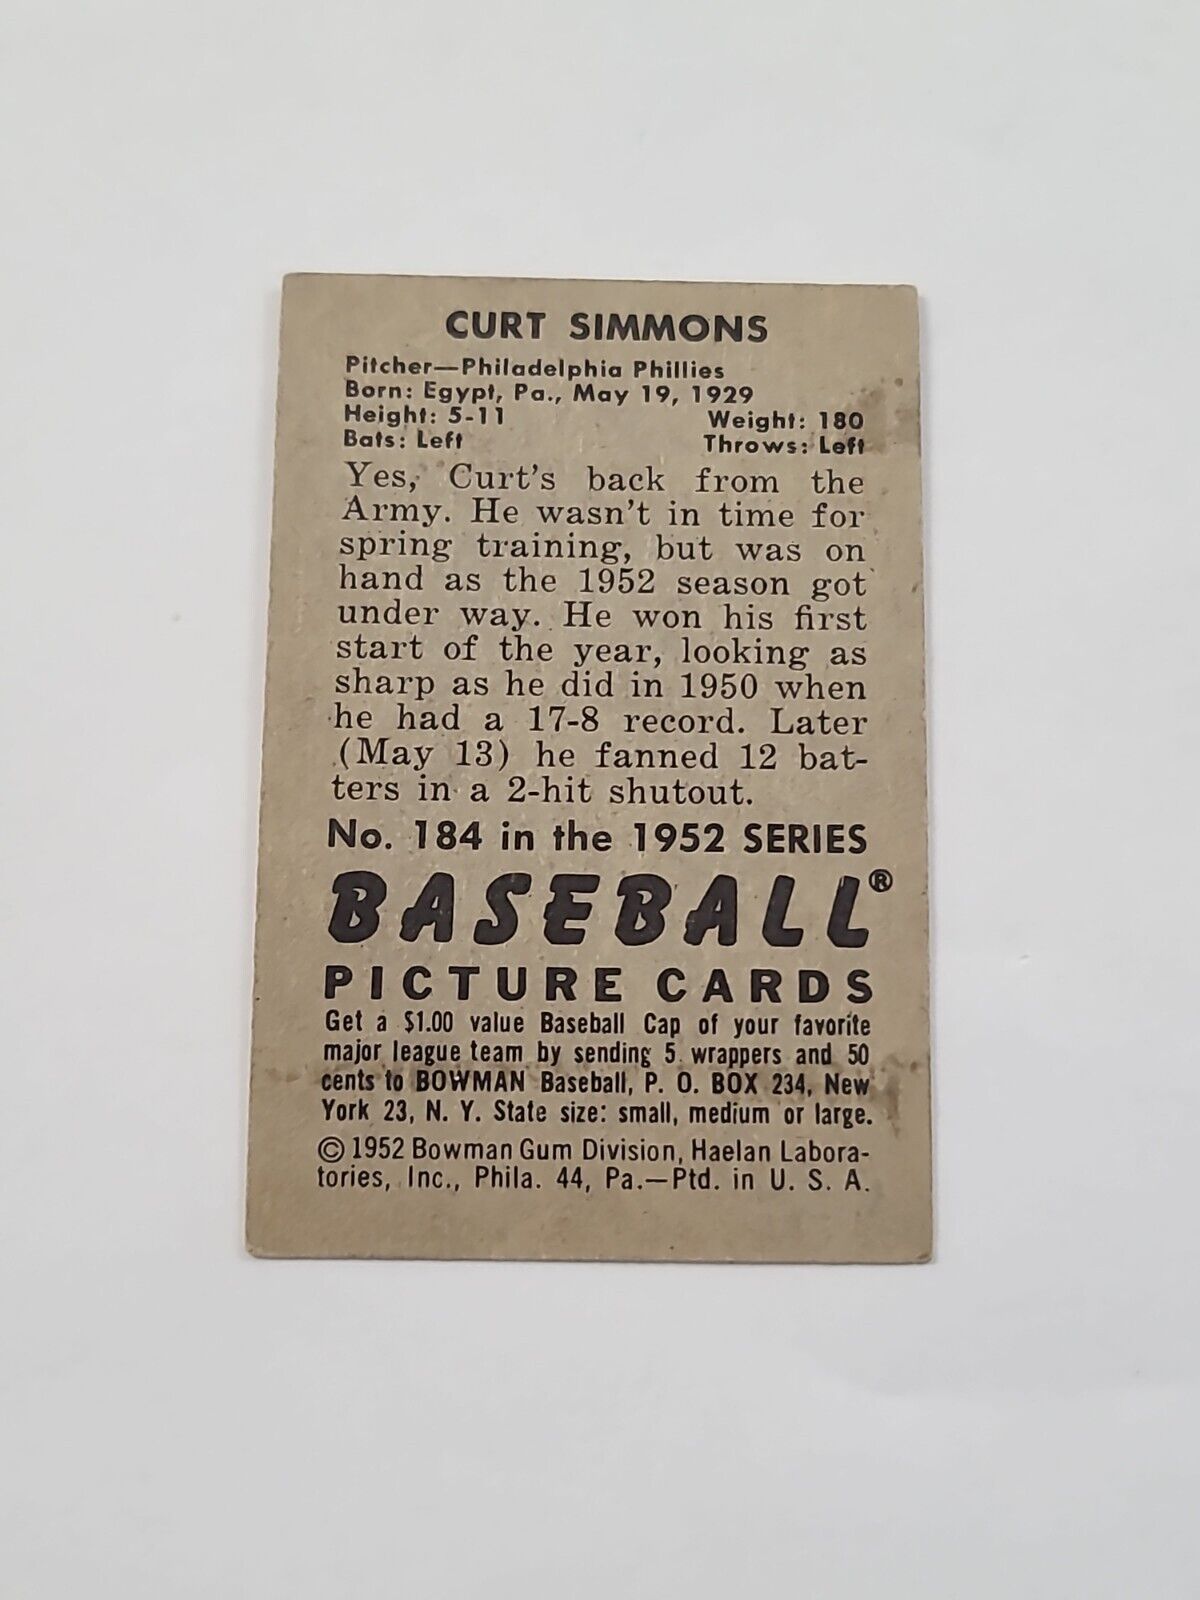 CURT SIMMONS
Pitcher—Philadelphia Phillies
Born: Egypt, Pa., May 19, 1929
Height: 5-11 Weight: 180
Bats: Left Throws: Left
Yes, Curt's back from the
Army. He wasn't in time for
spring training, but was on
hand as the 1952 season got
under way. He won his first
start of the year, looking as
sharp as he did in 1950 when
he had a 17-8 record. Later
(May 13) he fanned 12 bat-
ters in a 2-hit shutout.
No. 184 in the 1952 SERIES
BASEBALL®
PICTURE CARDS
Get a $1.00 value Baseball Cap of your favorite
major league team by sending 5 wrappers and 50
cents to BOWMAN Baseball, P. O. BOX 234, New
York 23, N. Y. State size: small, medium or large.
© 1952 Bowman Gum Division, Haelan Labora-
tories, Inc., Phila. 44, Pa.—Ptd. in U. S. A.